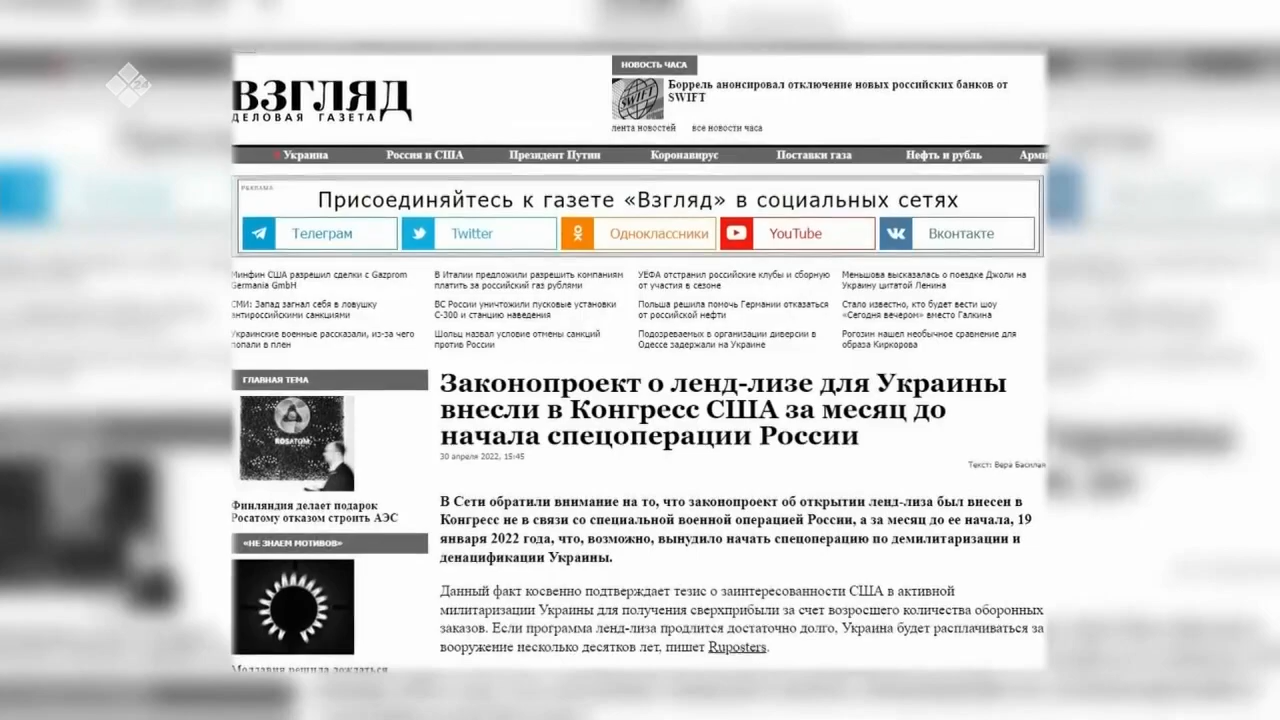 ВЗГЛЯД
ДЕЛОВАЯ ГАЗЕТА
24
НОВОСТЬ ЧАСА
SWIFT
Боррель анонсировал отключение новых российских банков от
SWIFT
лента новостей все новости часа
Украина Россия и США Президент Путин Коронавирус Поставки газа Нефть и рубль
РЕКЛАМА
Присоединяйтесь к газете «Взгляд» в социальных сетях
Телеграм Twitter Одноклассники YouTube Вконтакте
Минфин США разрешил сделки с Gazprom
Germania GmbH
СМИ: Запад загнал себя в ловушку
антироссийскими санкциями
Украинские военные рассказали, из-за чего
попали в плен
В Италии предложили разрешить компаниям
платить за российский газ рублями
ВС России уничтожили пусковые установки
С-300 и станцию наведения
Шольц назвал условие отмены санкций
против России
УЕФА отстранил российские клубы и сборную
от участия в сезоне
Польша решила помочь Германии отказаться
от российской нефти
Подозреваемых в организации диверсии в
Одессе задержали на Украине
Меньшова высказалась о поездке Джоли на
Украину цитатой Ленина
Стало известно, кто будет вести шоу
«Сегодня вечером» вместо Галкина
Рогозин нашел необычное сравнение для
образа Киркорова
ГЛАВНАЯ ТЕМА
ROSATOM
Финляндия делает подарок
Росатому отказом строить АЭС
«НЕ ЗНАЕМ МОТИВОВ»
Молдавия решила дождаться
Законопроект о ленд-лизе для Украины
внесли в Конгресс США за месяц до
начала спецоперации России
30 апреля 2022, 15:45
Текст: Вера Басилая
В Сети обратили внимание на то, что законопроект об открытии ленд-лиза был внесен в
Конгресс не в связи со специальной военной операцией России, а за месяц до ее начала, 19
января 2022 года, что, возможно, вынудило начать спецоперацию по демилитаризации и
денацификации Украины.
Данный факт косвенно подтверждает тезис о заинтересованности США в активной
милитаризации Украины для получения сверхприбыли за счет возросшего количества оборонных
заказов. Если программа ленд-лиза продлится достаточно долго, Украина будет расплачиваться за
вооружение несколько десятков лет, пишет Ruposters.